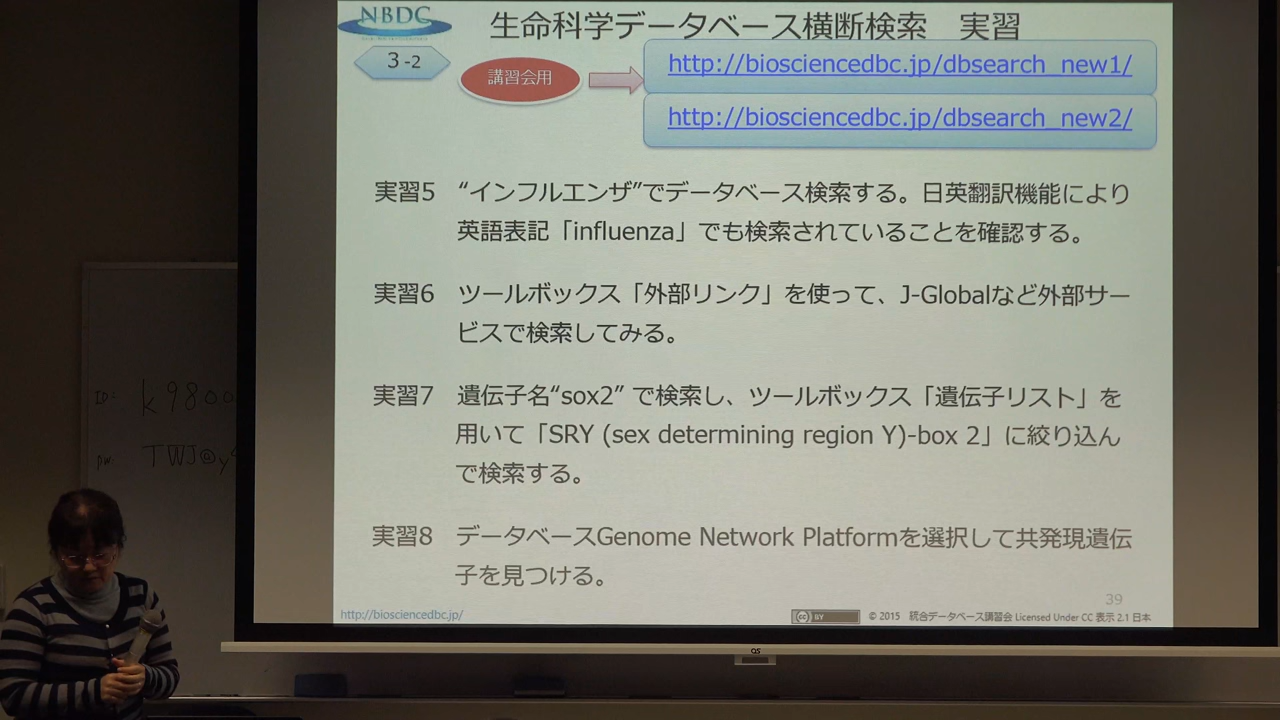 NBDC
生命科学データベース横断検索　実習
3-2
講習会用
http://biosciencedbc.jp/dbsearch_new1/
http://biosciencedbc.jp/dbsearch_new2/
実習5　“インフルエンザ”でデータベース検索する。日英翻訳機能により
英語表記「influenza」でも検索されていることを確認する。
実習6　ツールボックス「外部リンク」を使って、J-Globalなど外部サー
ビスで検索してみる。
実習7　遺伝子名“sox2” で検索し、ツールボックス「遺伝子リスト」を
用いて「SRY (sex determining region Y)-box 2」に絞り込ん
で検索する。
実習8　データベースGenome Network Platformを選択して共発現遺伝
子を見つける。
39
http://biosciencedbc.jp/
cc BY
© 2015　統合データベース講習会 Licensed Under CC 表示 2.1 日本
ID: k9800
pw: TWJ@y
OS